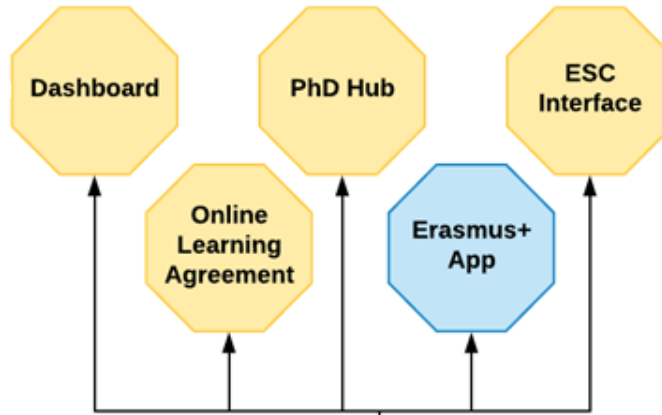 Dashboard
PhD Hub
ESC
Interface
Online
Learning
Agreement
Erasmus+
App